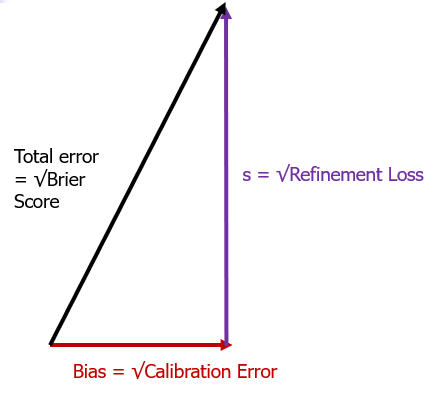 Total error
= √Brier
Score
s = √Refinement Loss
Bias = √Calibration Error